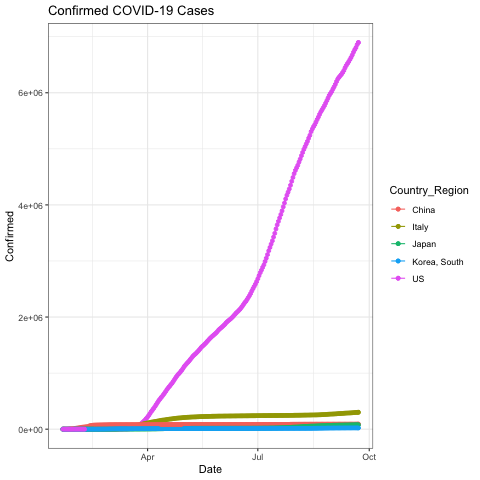 Confirmed COVID-19 Cases
6e+06
4e+06
2e+06
0e+00
Confirmed
Apr
Jul
Oct
Date
Country_Region
China
Italy
Japan
Korea, South
US